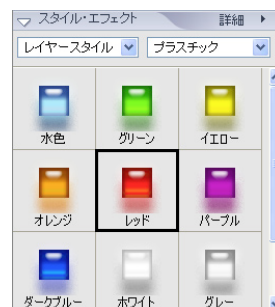 スタイル・エフェクト 詳細
レイヤースタイル プラスチック
水色 グリーン イエロー
オレンジ レッド パープル
ダークブルー ホワイト グレー